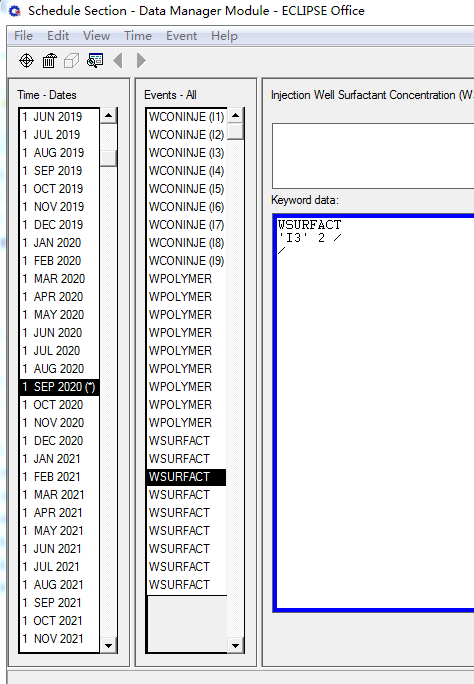 Schedule Section - Data Manager Module - ECLIPSE Office
File Edit View Time Event Help
Time - Dates
1 JUN 2019
1 JUL 2019
1 AUG 2019
1 SEP 2019
1 OCT 2019
1 NOV 2019
1 DEC 2019
1 JAN 2020
1 FEB 2020
1 MAR 2020
1 APR 2020
1 MAY 2020
1 JUN 2020
1 JUL 2020
1 AUG 2020
1 SEP 2020 (*)
1 OCT 2020
1 NOV 2020
1 DEC 2020
1 JAN 2021
1 FEB 2021
1 MAR 2021
1 APR 2021
1 MAY 2021
1 JUN 2021
1 JUL 2021
1 AUG 2021
1 SEP 2021
1 OCT 2021
1 NOV 2021
Events - All
WCONINJE (I1)
WCONINJE (I2)
WCONINJE (I3)
WCONINJE (I4)
WCONINJE (I5)
WCONINJE (I6)
WCONINJE (I7)
WCONINJE (I8)
WCONINJE (I9)
WPOLYMER
WPOLYMER
WPOLYMER
WPOLYMER
WPOLYMER
WPOLYMER
WPOLYMER
WPOLYMER
WPOLYMER
WSURFACT
WSURFACT
WSURFACT
WSURFACT
WSURFACT
WSURFACT
WSURFACT
WSURFACT
WSURFACT
Injection Well Surfactant Concentration (W
Keyword data:
WSURFACT
'I3' 2 /
/